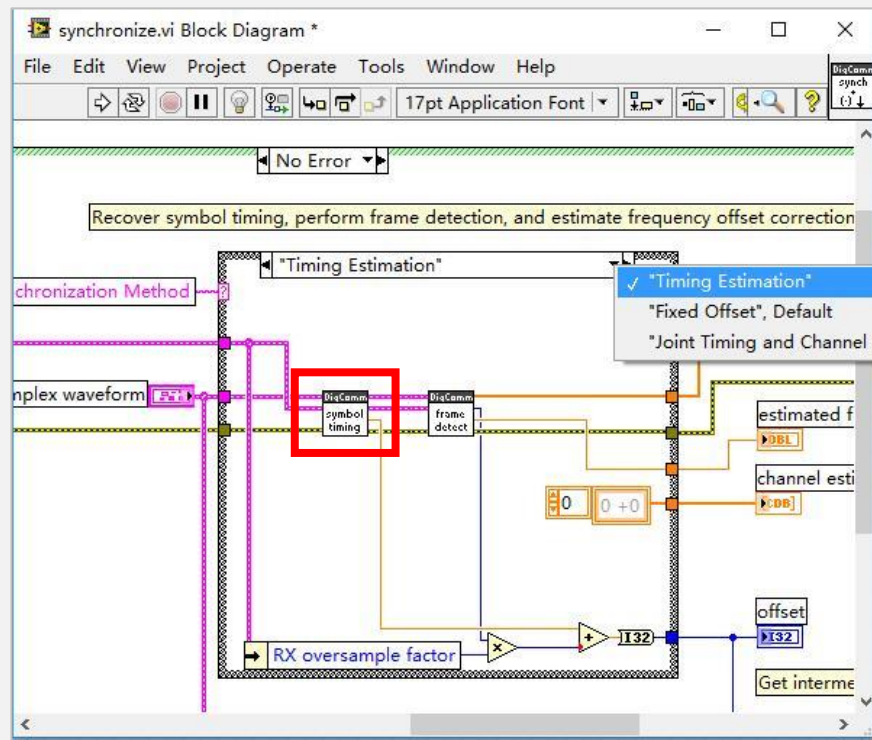 synchronize.vi Block Diagram *
File Edit View Project Operate Tools Window Help
17pt Application Font
DigComm
synch
No Error
Recover symbol timing, perform frame detection, and estimate frequency offset correction
"Timing Estimation"
"Timing Estimation"
"Fixed Offset", Default
"Joint Timing and Channel
chronization Method
mplex waveform
DigComm
symbol
timing
DigComm
frame
detect
estimated f
DBL
channel esti
CDB]
0
0 +0
offset
I32
I32
RX oversample factor
Get interme